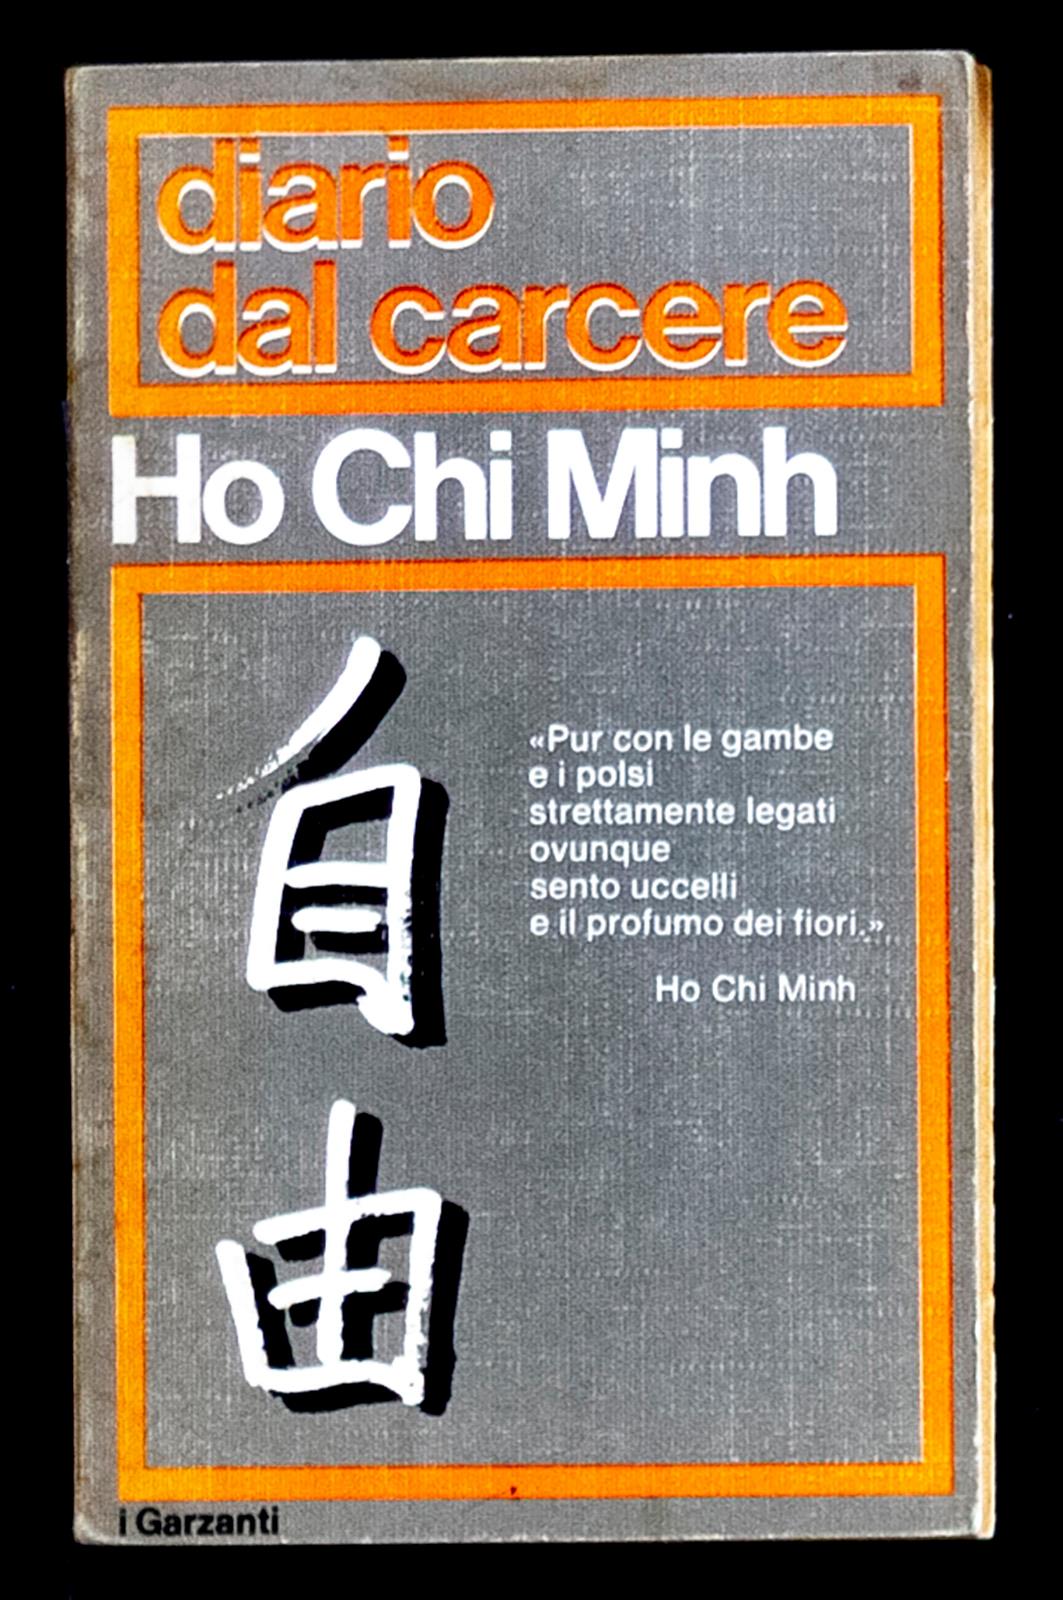 diario
dal carcere
Ho Chi Minh
自
由
«Pur con le gambe
e i polsi
strettamente legati
ovunque
sento uccelli
e il profumo dei fiori.»
Ho Chi Minh
i Garzanti